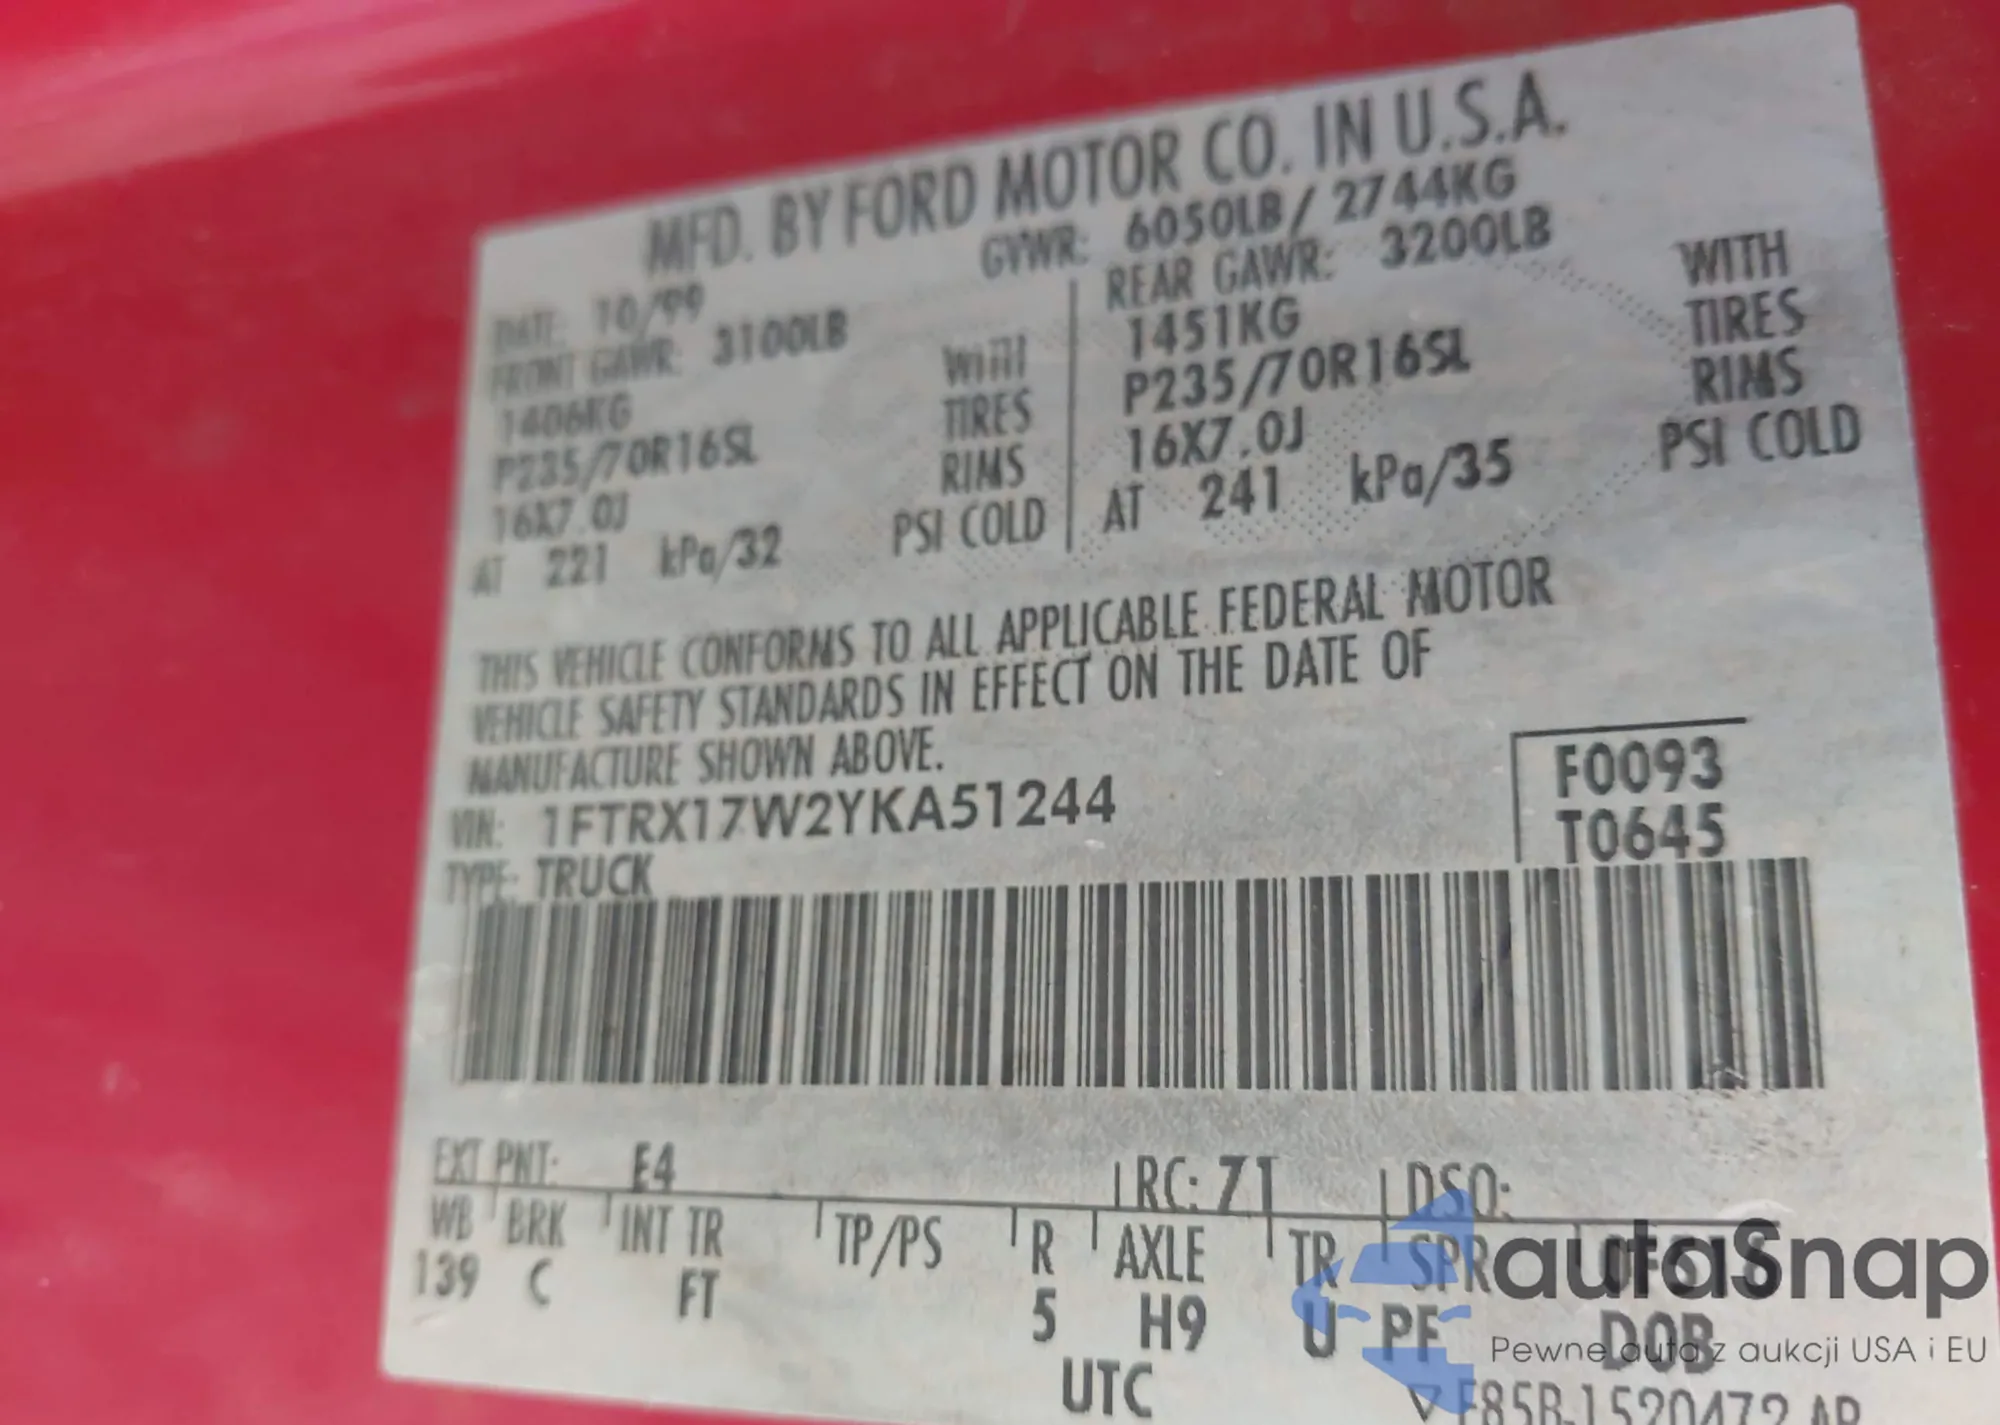 MFD. BY FORD MOTOR CO. IN U.S.A.
DATE: 10/99 GVWR: 6050LB/ 2744KG
FRONT GAWR: 3100LB REAR GAWR: 3200LB
1406KG WITH 1451KG WITH
P235/70R16SL TIRES P235/70R16SL TIRES
16X7.0J RIMS 16X7.0J RIMS
AT 221 kPa/32 PSI COLD AT 241 kPa/35 PSI COLD
THIS VEHICLE CONFORMS TO ALL APPLICABLE FEDERAL MOTOR
VEHICLE SAFETY STANDARDS IN EFFECT ON THE DATE OF
MANUFACTURE SHOWN ABOVE.
VIN: 1FTRX17W2YKA51244 F0093
TYPE: TRUCK T0645
EXT PNT: E4 RC: 71 DSO:
WB BRK INT TR TP/PS R AXLE TR SPR
139 C FT 5 H9 U PF D0B
UTC
autaSnap
Pewne auta z aukcji USA i EU